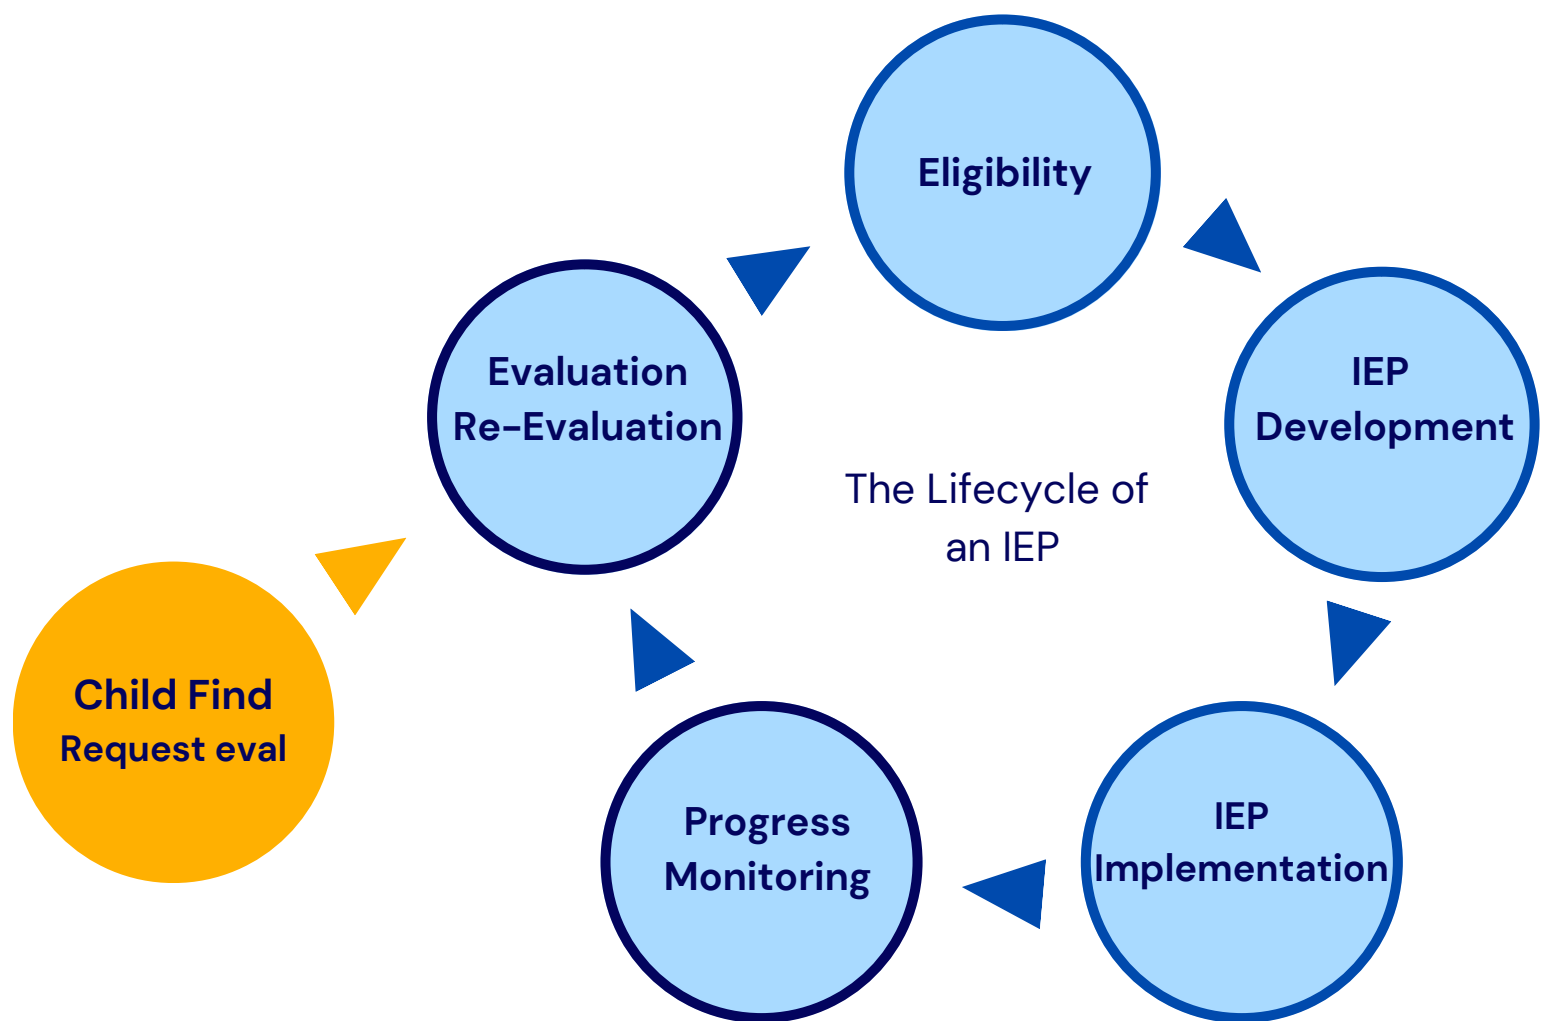 Eligibility
Evaluation
Re-Evaluation
IEP
Development
The Lifecycle of
an IEP
Child Find
Request eval
Progress
Monitoring
IEP
Implementation